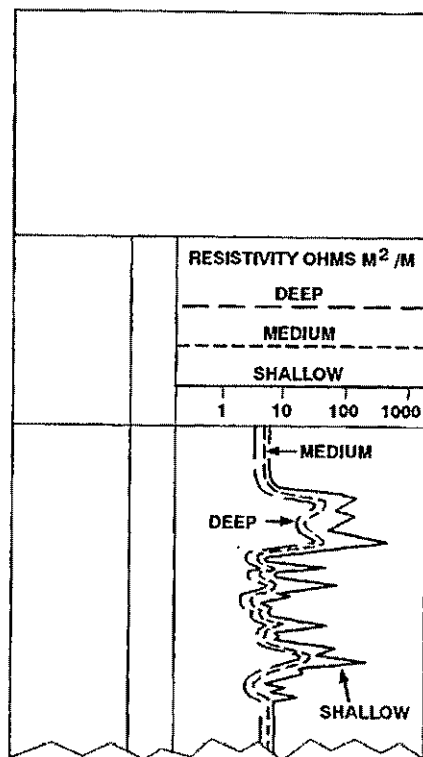 RESISTIVITY OHMS M² /M
DEEP
MEDIUM
SHALLOW
1 10 100 1000
MEDIUM
DEEP
SHALLOW